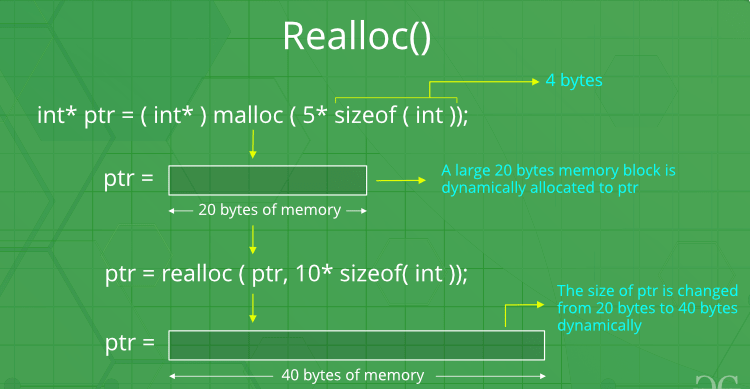 Realloc()
4 bytes
int* ptr = ( int* ) malloc ( 5* sizeof ( int ));
ptr =
A large 20 bytes memory block is
dynamically allocated to ptr
20 bytes of memory
ptr = realloc ( ptr, 10* sizeof( int ));
The size of ptr is changed
from 20 bytes to 40 bytes
dynamically
ptr =
40 bytes of memory